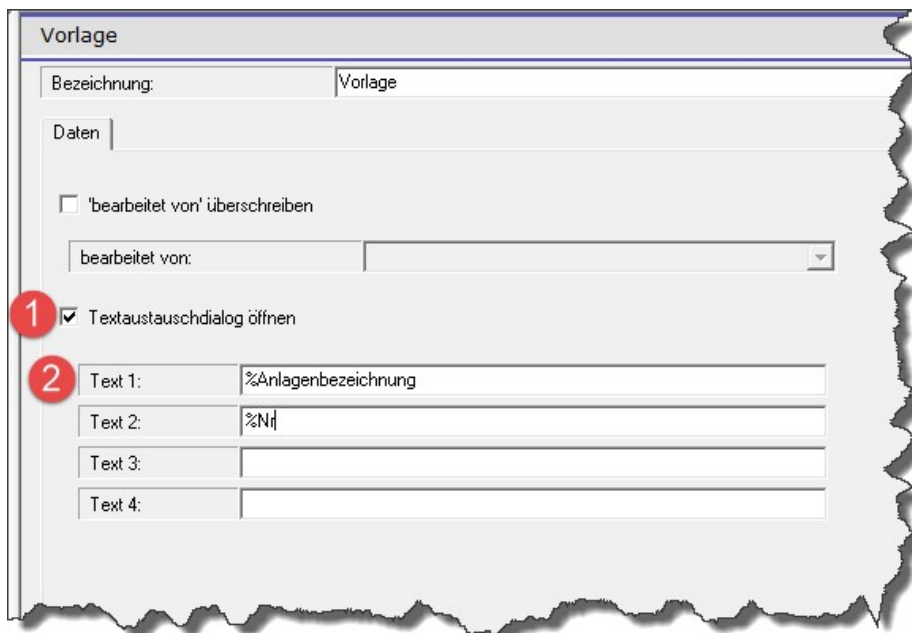 Vorlage
Bezeichnung: Vorlage
Daten
'bearbeitet von' überschreiben
bearbeitet von:
1 Textaustauschdialog öffnen
2 Text 1: %Anlagenbezeichnung
Text 2: %Nr
Text 3:
Text 4: